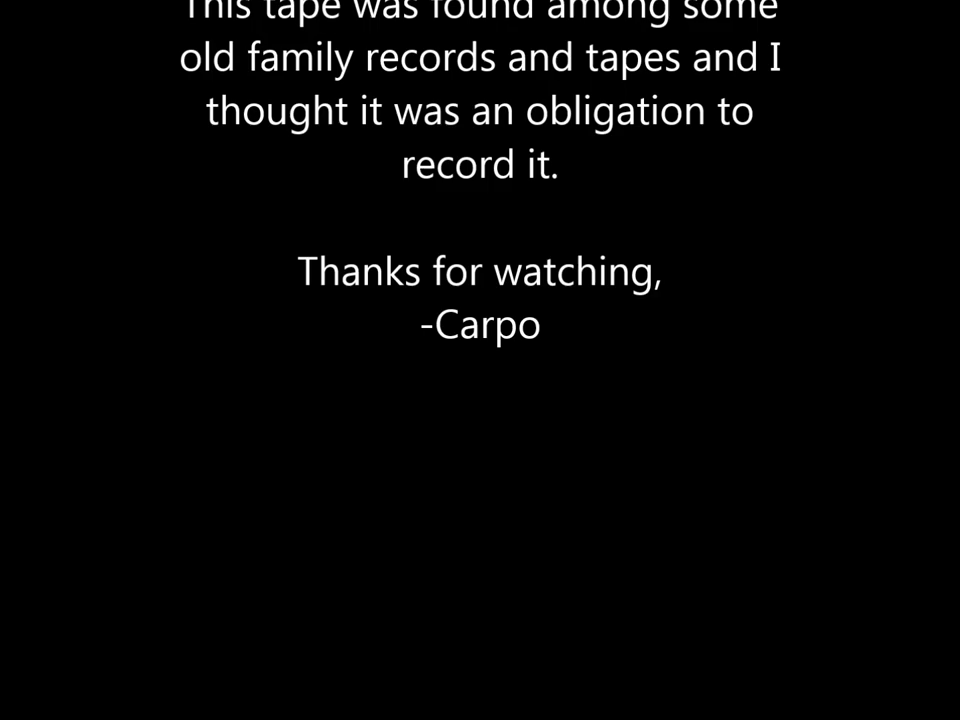 This tape was found among some
old family records and tapes and I
thought it was an obligation to
record it.
Thanks for watching,
-Carpo